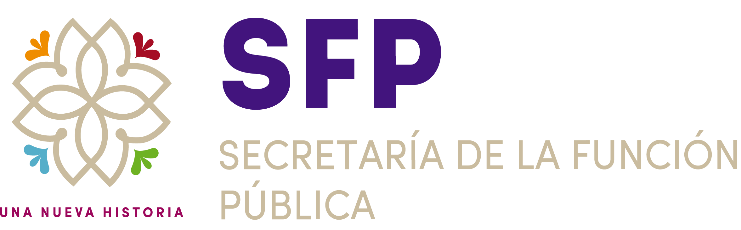 SFP
SECRETARÍA DE LA FUNCIÓN
PÚBLICA
UNA NUEVA HISTORIA